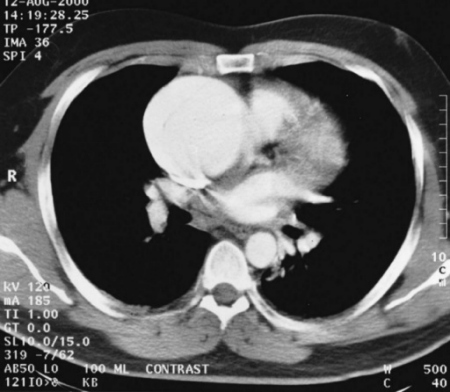 12-AUG-2000
14:19:28.25
TP -177.5
IMA 36
SPI 4
R
10
C
m
kV 120
mA 185
TI 1.00
GT 0.0
SL10.0/15.0
319 -7/62
AB50 LO 100 ML CONTRAST W 500
KB C 40